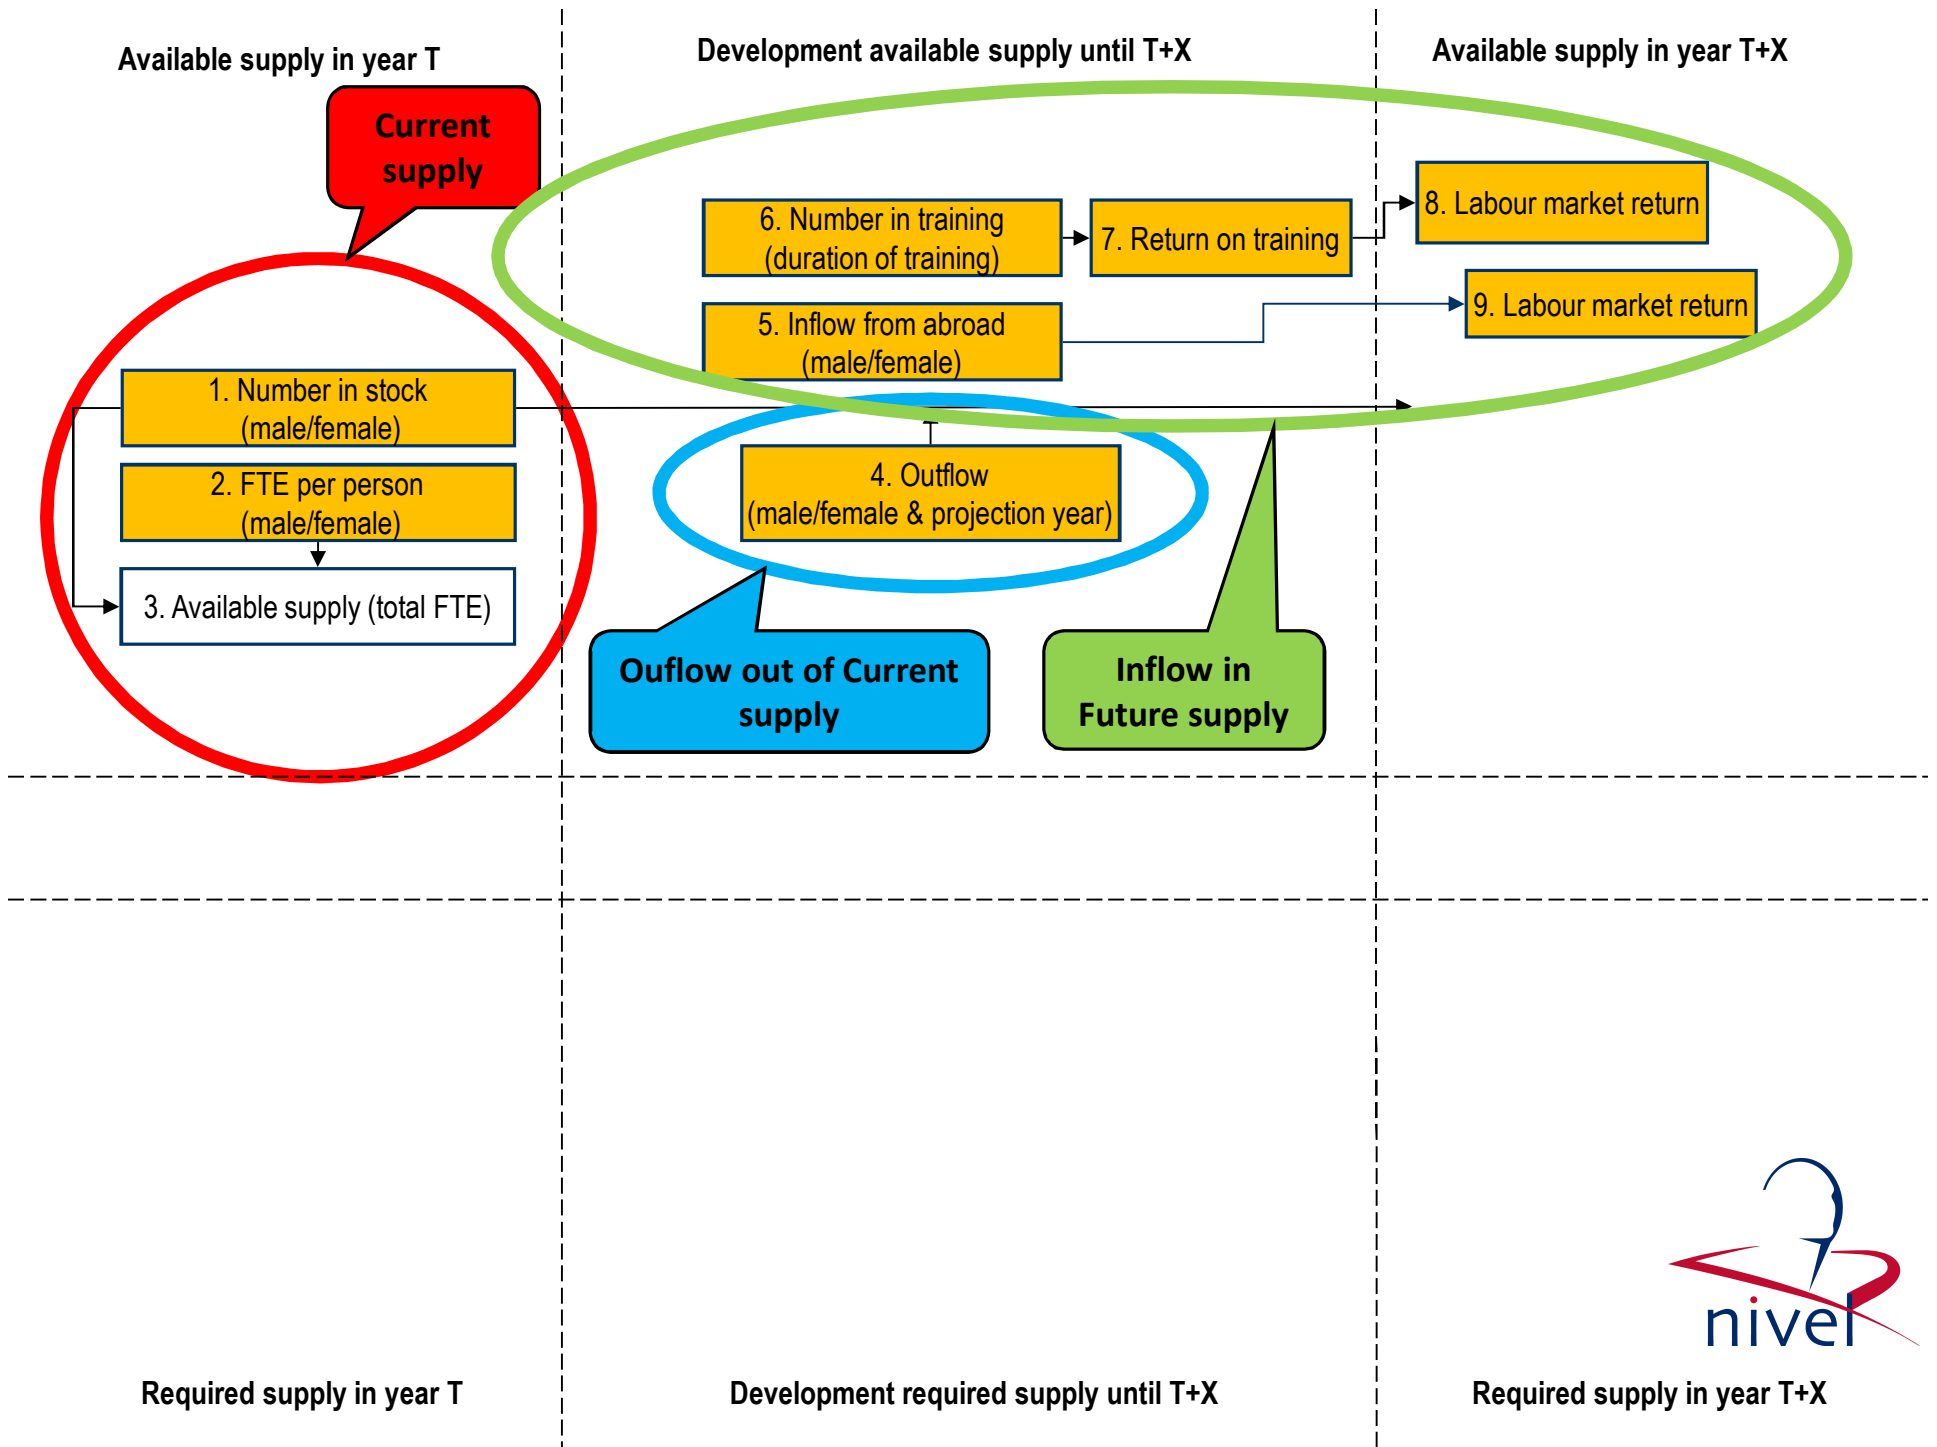 Available supply in year T
Development available supply until T+X
Available supply in year T+X
Current
supply
6. Number in training
(duration of training)
7. Return on training
8. Labour market return
5. Inflow from abroad
(male/female)
9. Labour market return
1. Number in stock
(male/female)
2. FTE per person
(male/female)
3. Available supply (total FTE)
4. Outflow
(male/female & projection year)
Ouflow out of Current
supply
Inflow in
Future supply
nivel
Required supply in year T
Development required supply until T+X
Required supply in year T+X